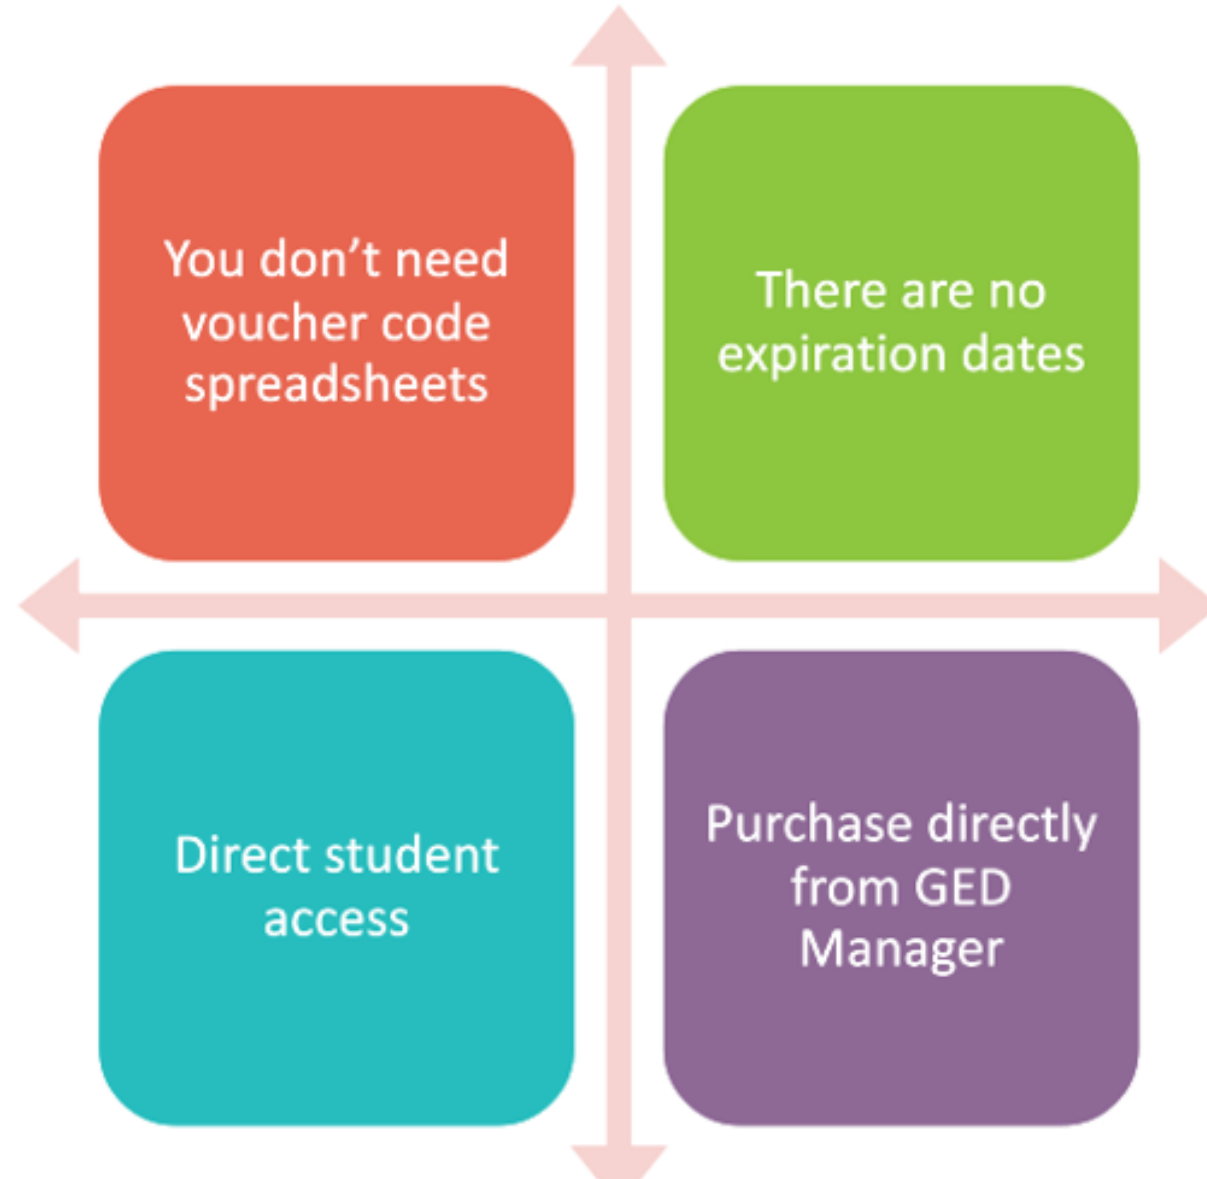 You don’t need
voucher code
spreadsheets
There are no
expiration dates
Direct student
access
Purchase directly
from GED
Manager